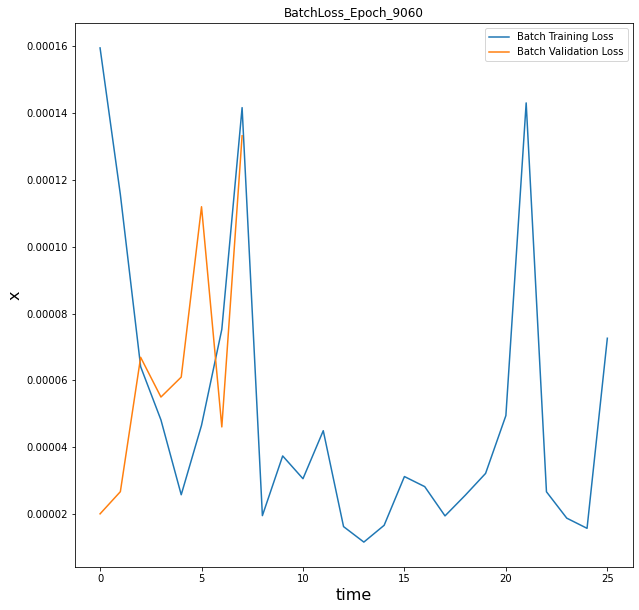 BatchLoss_Epoch_9060
Batch Training Loss
Batch Validation Loss
0.00016
0.00014
0.00012
0.00010
0.00008
0.00006
0.00004
0.00002
x
0 5 10 15 20 25
time